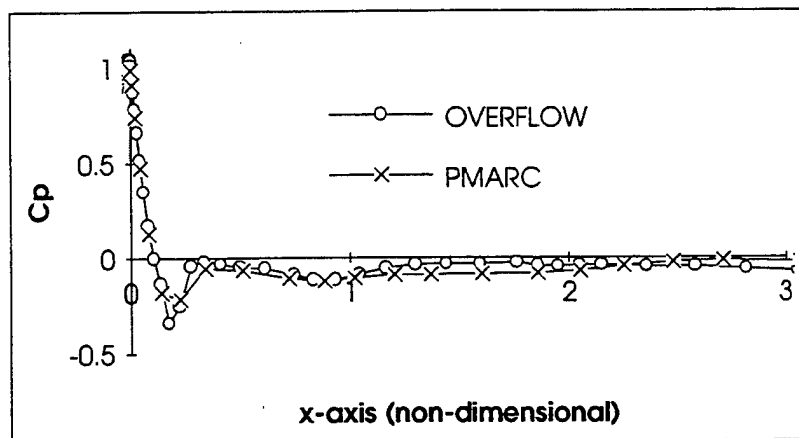 1
OVERFLOW
0.5
PMARC
Cp
0
0
1
2
3
-0.5
x-axis (non-dimensional)